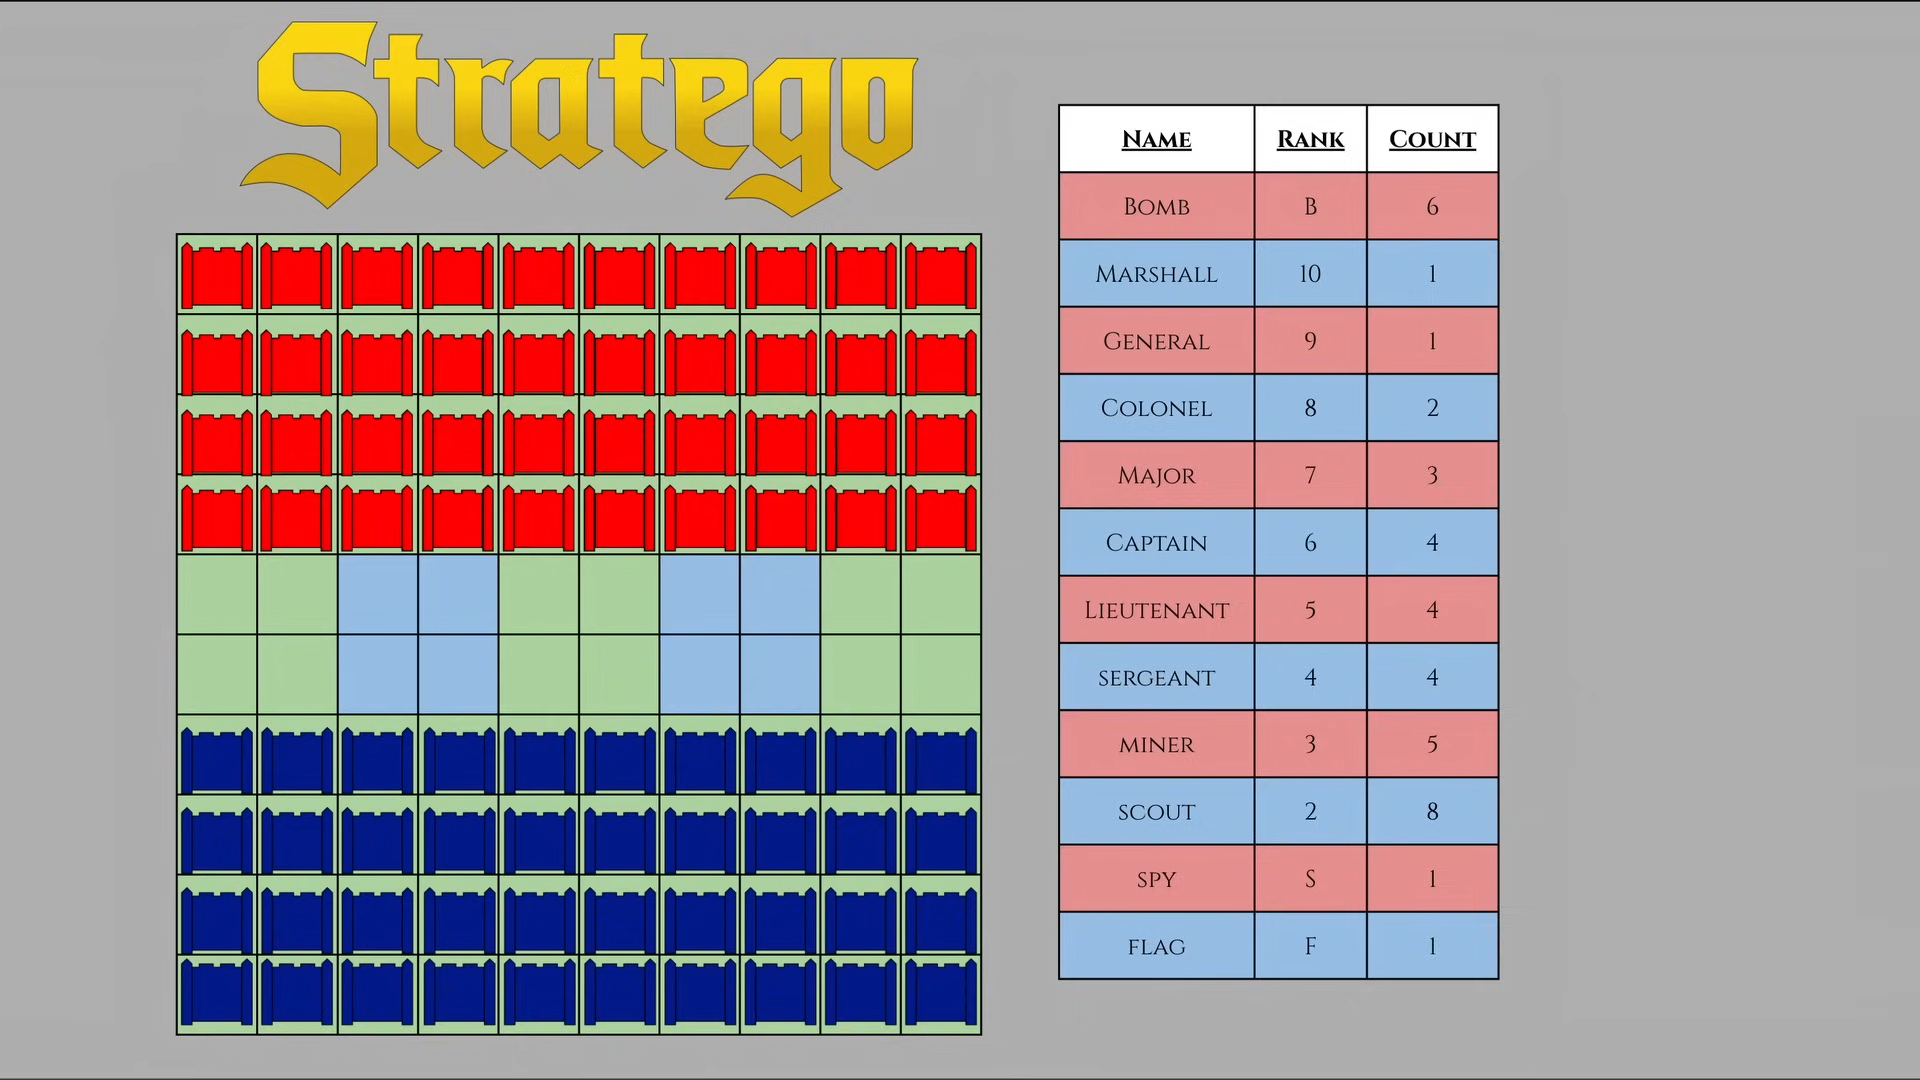 Stratego
Name Rank Count
Bomb B 6
Marshall 10 1
General 9 1
Colonel 8 2
Major 7 3
Captain 6 4
Lieutenant 5 4
sergeant 4 4
miner 3 5
scout 2 8
spy S 1
flag F 1